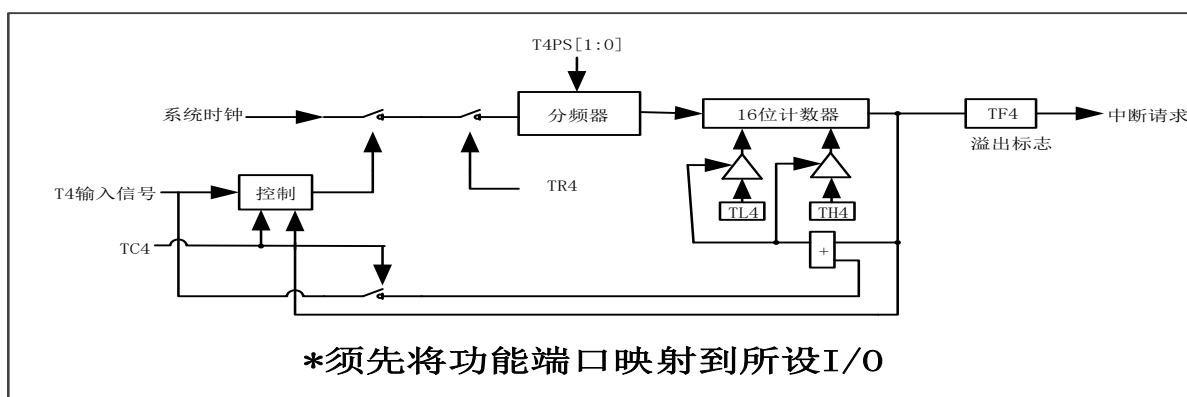 T4PS[1:0]
系统时钟
分频器
16位计数器
TF4
中断请求
溢出标志
T4输入信号
控制
TR4
TL4
TH4
TC4
+
*须先将功能端口映射到所设I/O